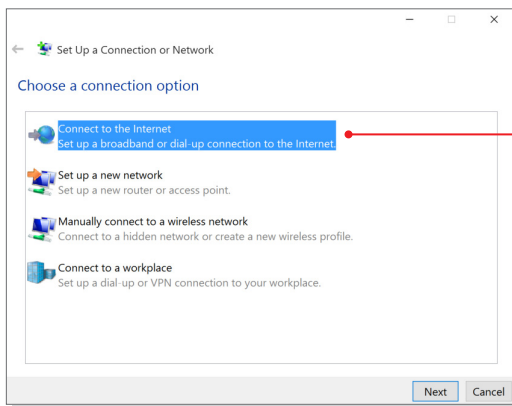 Set Up a Connection or Network
Choose a connection option
Connect to the Internet
Set up a broadband or dial-up connection to the Internet.
Set up a new network
Set up a new router or access point.
Manually connect to a wireless network
Connect to a hidden network or create a new wireless profile.
Connect to a workplace
Set up a dial-up or VPN connection to your workplace.
Next Cancel